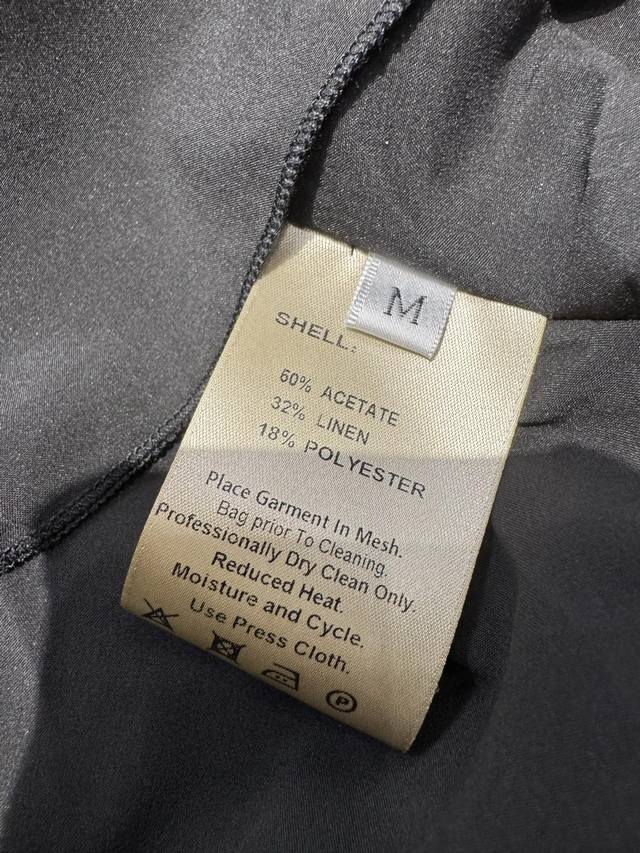 M
SHELL:
60% ACETATE
32% LINEN
18% POLYESTER
Place Garment In Mesh.
Bag prior To Cleaning.
Professionally Dry Clean Only.
Reduced Heat.
Moisture and Cycle.
Use Press Cloth.
P